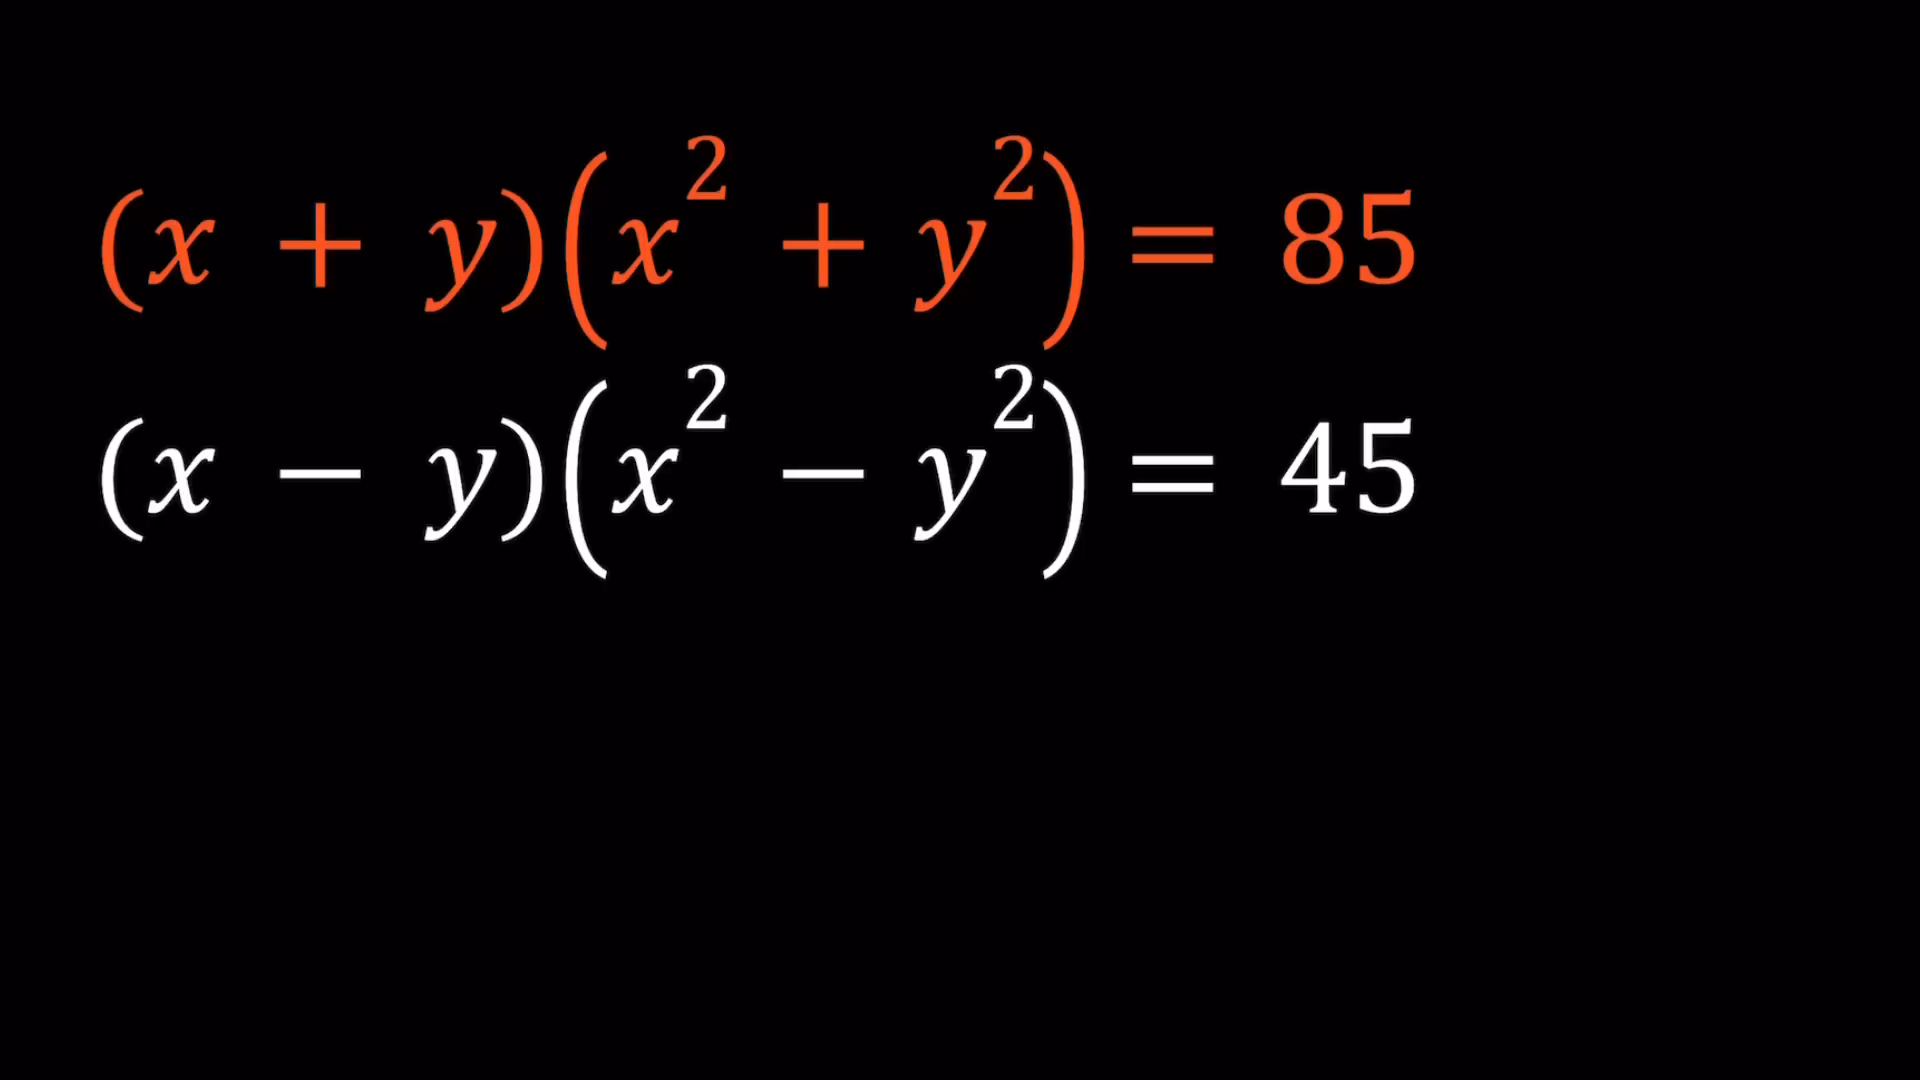 (x + y)(x² + y²) = 85
(x − y)(x² − y²) = 45